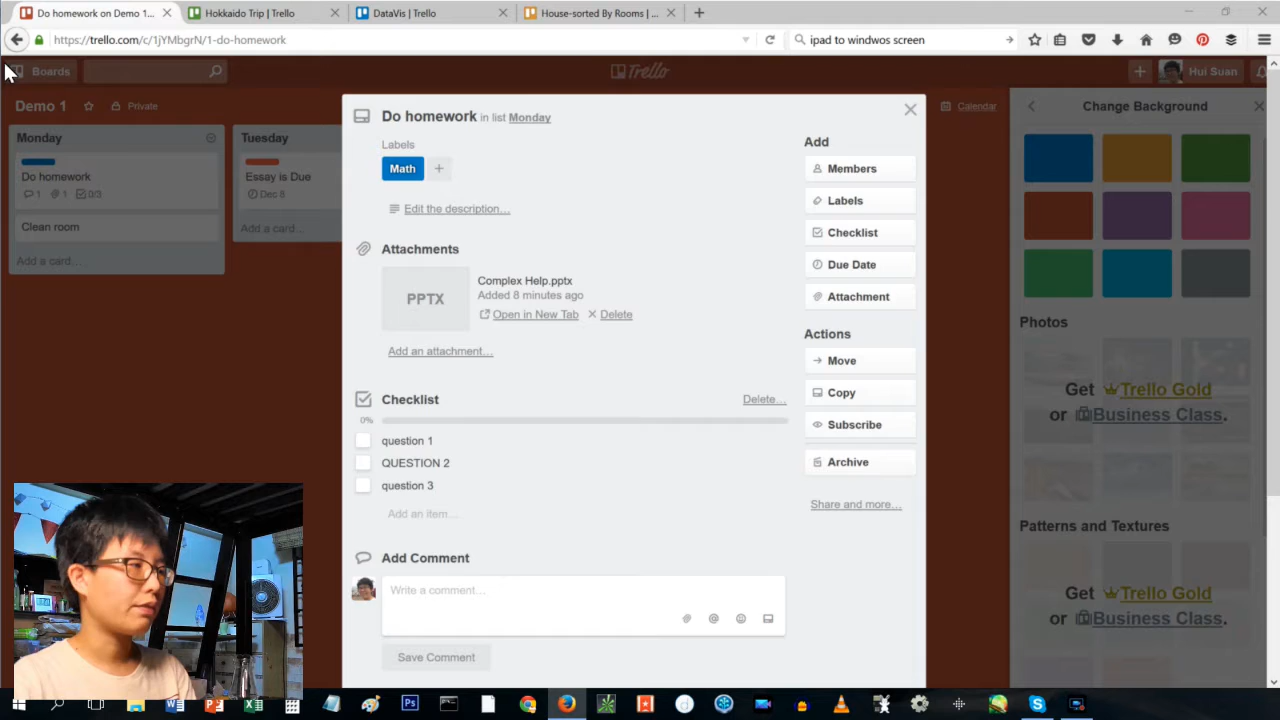 Do homework on Demo 1...
Hokkaido Trip | Trello
DataVis | Trello
House-sorted By Rooms | ...
https://trello.com/c/1jYMbgrN/1-do-homework
ipad to windwos screen
Boards
Trello
Hui Suan
Demo 1
Private
Calendar
Change Background
Monday
Do homework
1
1
0/3
Clean room
Add a card...
Tuesday
Essay is Due
Dec 8
Add a card...
Do homework in list Monday
Labels
Math
Edit the description...
Attachments
PPTX
Complex Help.pptx
Added 8 minutes ago
Open in New Tab
Delete
Add an attachment...
Checklist
Delete...
0%
question 1
QUESTION 2
question 3
Add an item...
Add Comment
Write a comment...
Save Comment
Add
Members
Labels
Checklist
Due Date
Attachment
Actions
Move
Copy
Subscribe
Archive
Share and more...
Photos
Get Trello Gold
or Business Class.
Patterns and Textures
Get Trello Gold
or Business Class.